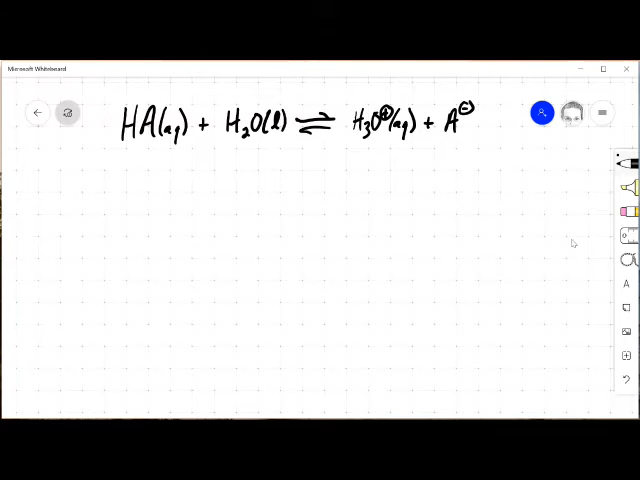 Microsoft Whiteboard
HA(aq) + H₂O(l) ⇌ H₃O⊕(aq) + A⊖
A